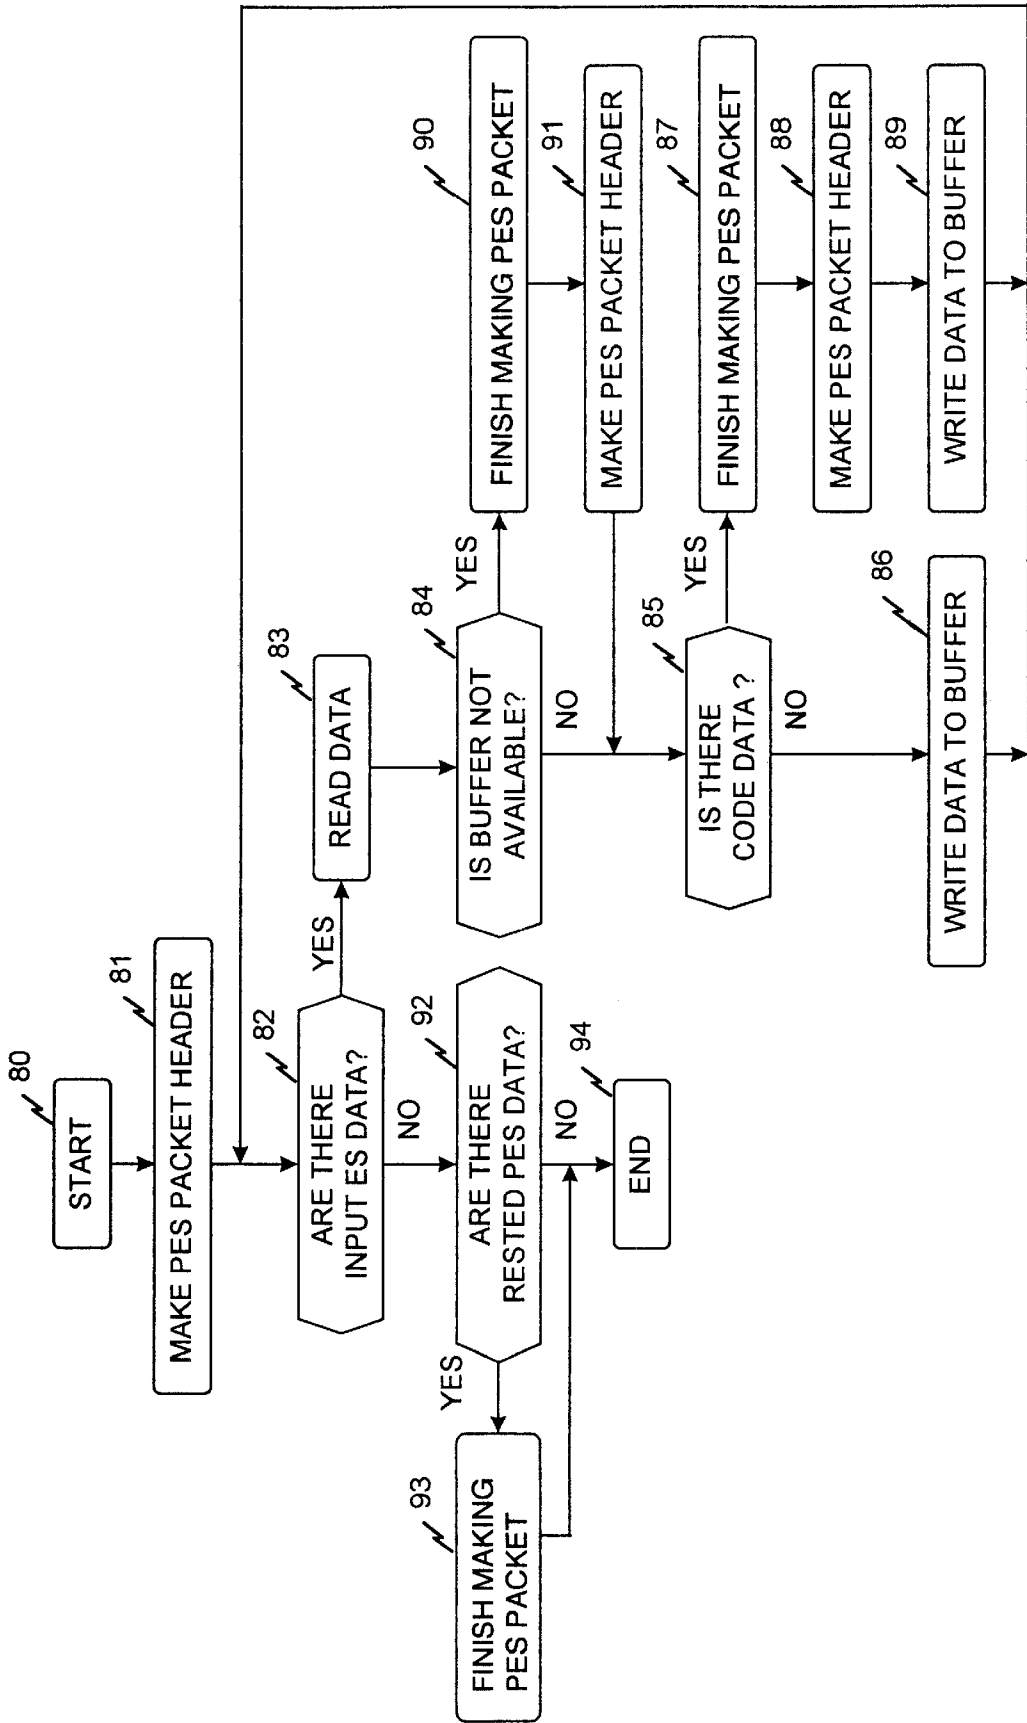 80
START
81
MAKE PES PACKET HEADER
82
ARE THERE
INPUT ES DATA?
YES
NO
83
READ DATA
84
IS BUFFER NOT
AVAILABLE?
YES
NO
90
FINISH MAKING PES PACKET
91
MAKE PES PACKET HEADER
85
IS THERE
CODE DATA ?
YES
NO
87
FINISH MAKING PES PACKET
88
MAKE PES PACKET HEADER
89
WRITE DATA TO BUFFER
86
WRITE DATA TO BUFFER
92
ARE THERE
RESTED PES DATA?
YES
NO
93
FINISH MAKING
PES PACKET
94
END